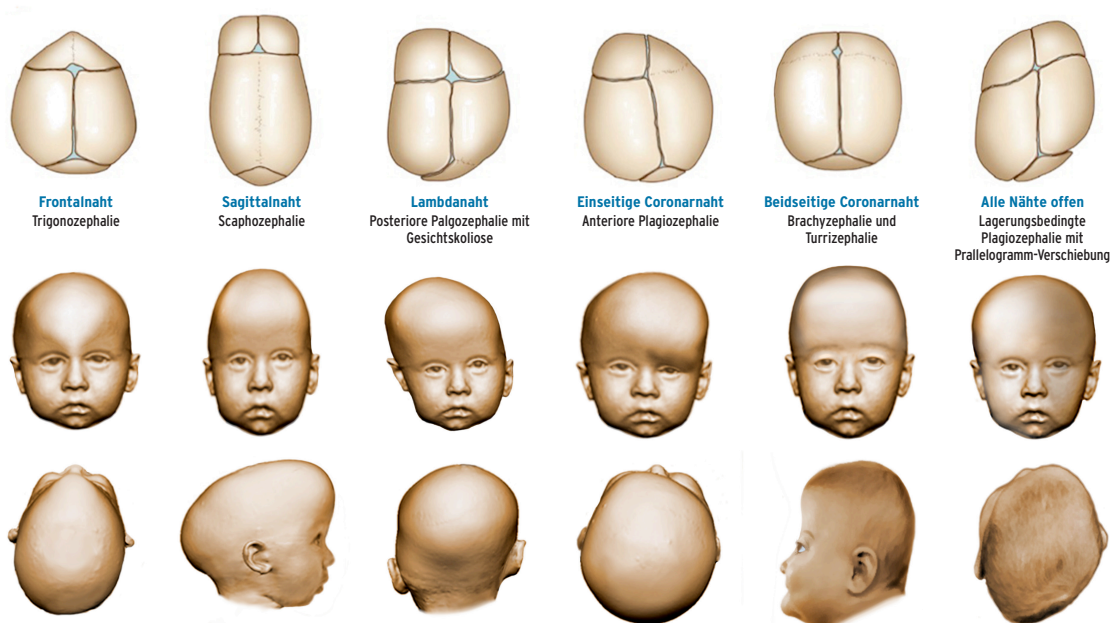 Frontalnaht
Trigonozephalie
Sagittalnaht
Scaphozephalie
Lambdanaht
Posteriore Palgozephalie mit
Gesichtskoliose
Einseitige Coronarnaht
Anteriore Plagiozephalie
Beidseitige Coronarnaht
Brachyzephalie und
Turrizephalie
Alle Nähte offen
Lagerungsbedingte
Plagiozephalie mit
Prallelogramm-Verschiebung